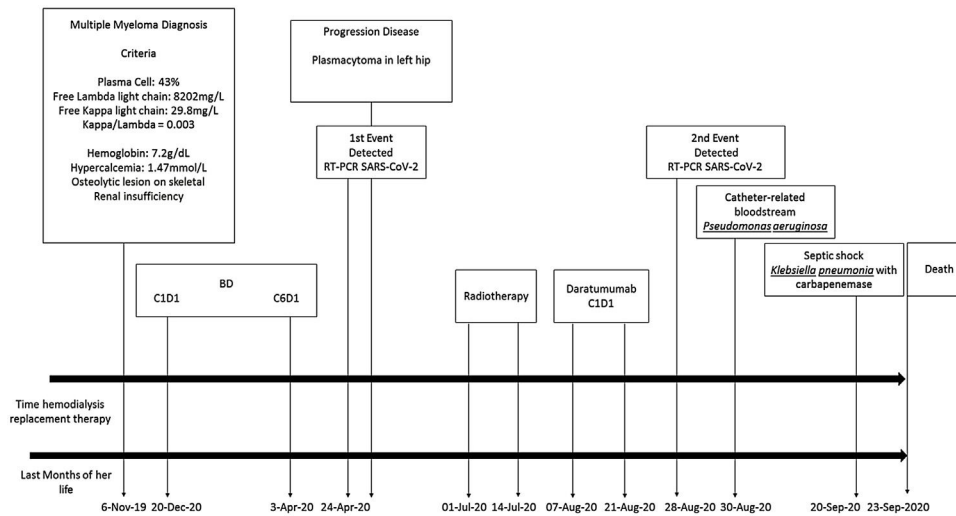 Multiple Myeloma Diagnosis
Criteria
Plasma Cell: 43%
Free Lambda light chain: 8202mg/L
Free Kappa light chain: 29.8mg/L
Kappa/Lambda = 0.003
Hemoglobin: 7.2g/dL
Hypercalcemia: 1.47mmol/L
Osteolytic lesion on skeletal
Renal insufficiency
BD
C1D1 C6D1
Progression Disease
Plasmacytoma in left hip
1st Event
Detected
RT-PCR SARS-CoV-2
Radiotherapy
Daratumumab
C1D1
2nd Event
Detected
RT-PCR SARS-CoV-2
Catheter-related
bloodstream
Pseudomonas aeruginosa
Septic shock
Klebsiella pneumonia with
carbapenemase
Death
Time hemodialysis
replacement therapy
Last Months of her
life
6-Nov-19 20-Dec-20 3-Apr-20 24-Apr-20 01-Jul-20 14-Jul-20 07-Aug-20 21-Aug-20 28-Aug-20 30-Aug-20 20-Sep-20 23-Sep-2020